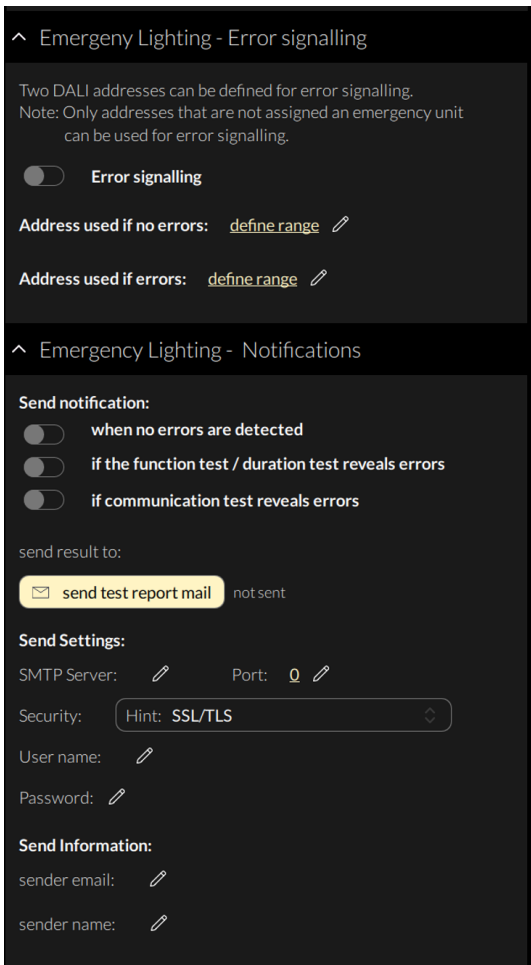 Emergeny Lighting - Error signalling
Two DALI addresses can be defined for error signalling.
Note: Only addresses that are not assigned an emergency unit
can be used for error signalling.
Error signalling
Address used if no errors: define range
Address used if errors: define range
Emergency Lighting - Notifications
Send notification:
when no errors are detected
if the function test / duration test reveals errors
if communication test reveals errors
send result to:
send test report mail not sent
Send Settings:
SMTP Server: Port: 0
Security: Hint: SSL/TLS
User name:
Password:
Send Information:
sender email:
sender name: